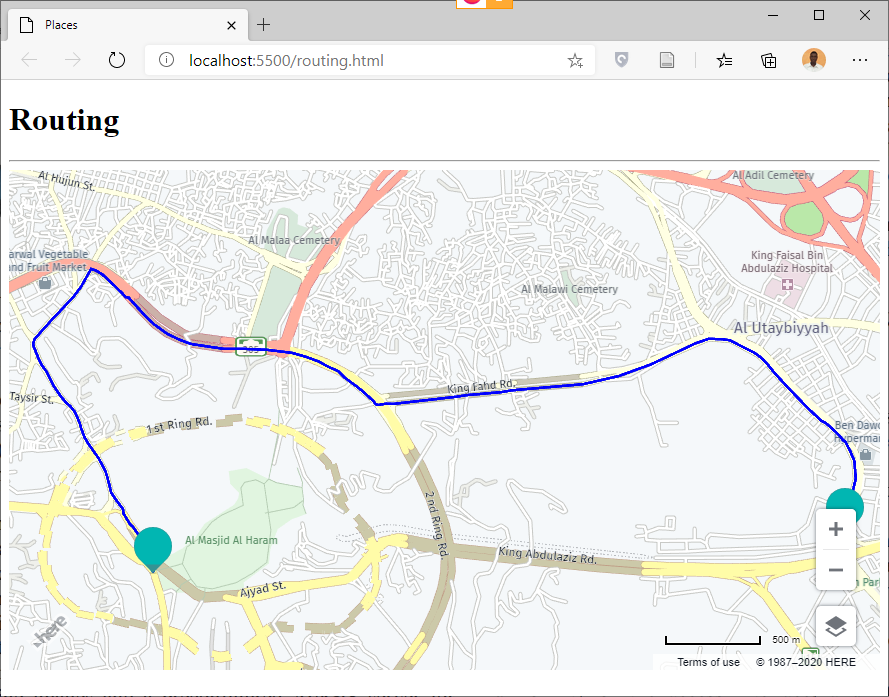 Places
localhost:5500/routing.html
Routing
Al Hujun St.
Al Adil Cemetery
Al Malaa Cemetery
arwal Vegetable
and Fruit Market
King Faisal Bin
Abdulaziz Hospital
Al Malawi Cemetery
Al Utaybiyyah
King Fahd Rd.
Taysir St.
1st Ring Rd.
Ben Dawo
Hyperma
2nd Ring Rd.
Al Masjid Al Haram
King Abdulaziz Rd.
Ajyad St.
here
500 m
Terms of use © 1987–2020 HERE